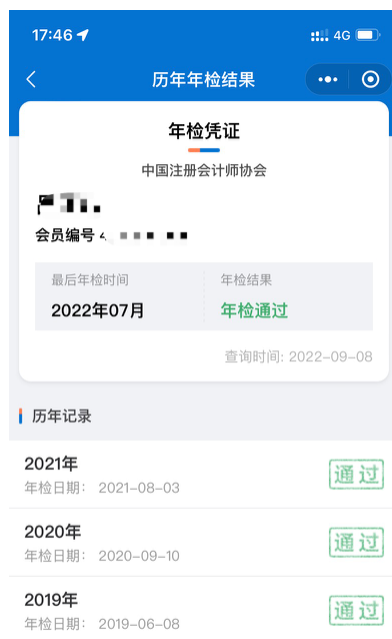 17:46
4G
历年年检结果
年检凭证
中国注册会计师协会
会员编号
最后年检时间 年检结果
2022年07月 年检通过
查询时间: 2022-09-08
历年记录
2021年
通过
年检日期: 2021-08-03
2020年
通过
年检日期: 2020-09-10
2019年
通过
年检日期: 2019-06-08